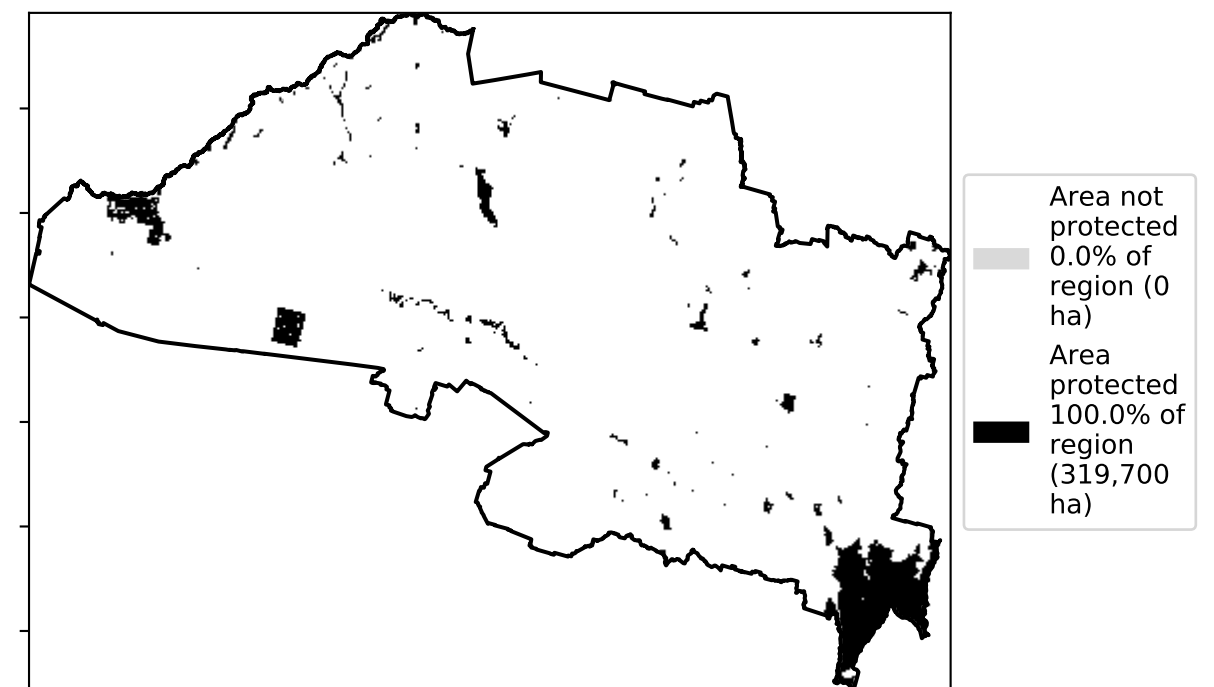 Area not
protected
0.0% of
region (0
ha)
Area
protected
100.0% of
region
(319,700
ha)